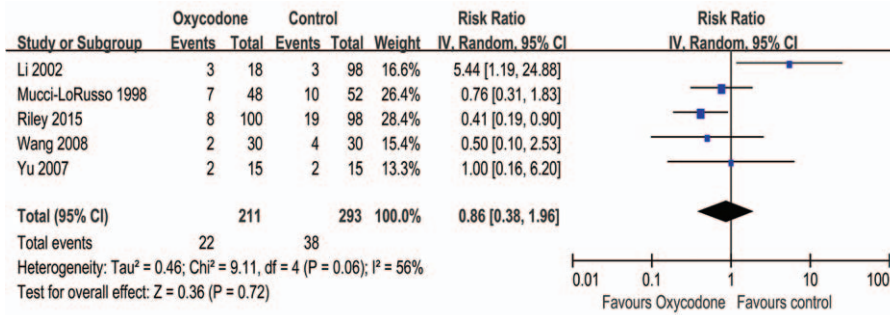 Oxycodone Control Risk Ratio Risk Ratio
Study or Subgroup Events Total Events Total Weight IV, Random, 95% CI IV, Random, 95% CI
Li 2002 3 18 3 98 16.6% 5.44 [1.19, 24.88]
Mucci-LoRusso 1998 7 48 10 52 26.4% 0.76 [0.31, 1.83]
Riley 2015 8 100 19 98 28.4% 0.41 [0.19, 0.90]
Wang 2008 2 30 4 30 15.4% 0.50 [0.10, 2.53]
Yu 2007 2 15 2 15 13.3% 1.00 [0.16, 6.20]
Total (95% CI) 211 293 100.0% 0.86 [0.38, 1.96]
Total events 22 38
Heterogeneity: Tau² = 0.46; Chi² = 9.11, df = 4 (P = 0.06); I² = 56%
Test for overall effect: Z = 0.36 (P = 0.72)
0.01 0.1 1 10 100
Favours Oxycodone Favours control